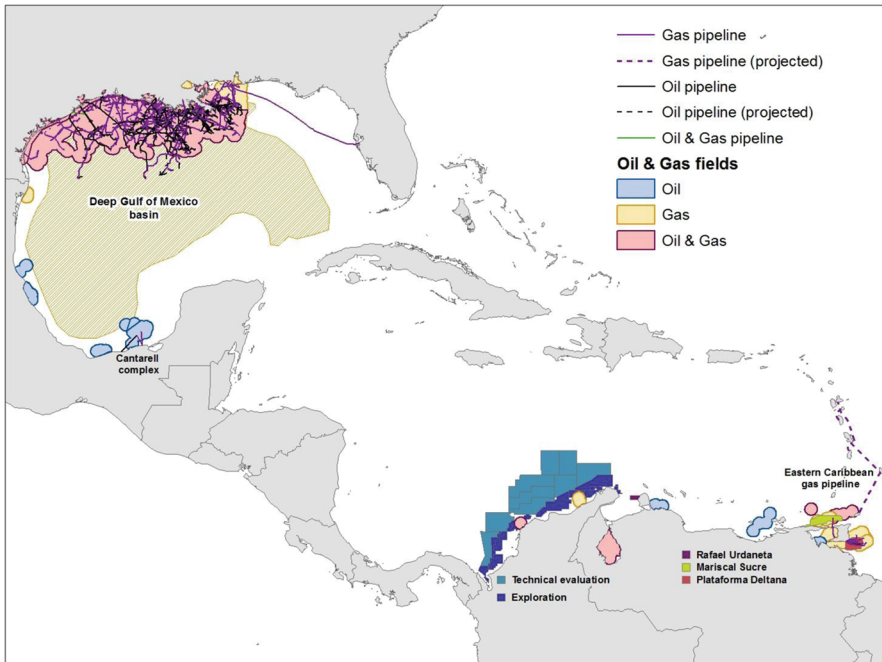 Gas pipeline
Gas pipeline (projected)
Oil pipeline
Oil pipeline (projected)
Oil & Gas pipeline
Oil & Gas fields
Oil
Gas
Oil & Gas
Deep Gulf of Mexico
basin
Cantarell
complex
Eastern Caribbean
gas pipeline
Rafael Urdaneta
Mariscal Sucre
Plataforma Deltana
Technical evaluation
Exploration